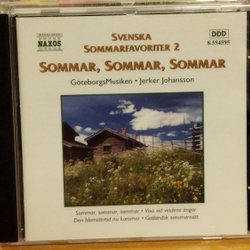 NAXOS
DDD
8.554595
SVENSKA
SOMMARFAVORITER 2
SOMMAR, SOMMAR, SOMMAR
GöteborgsMusiken • Jerker Johansson
Sommar, sommar, sommar • Visa vid vindens ängar
Den blomstertid nu kommer • Gotländsk sommarnatt